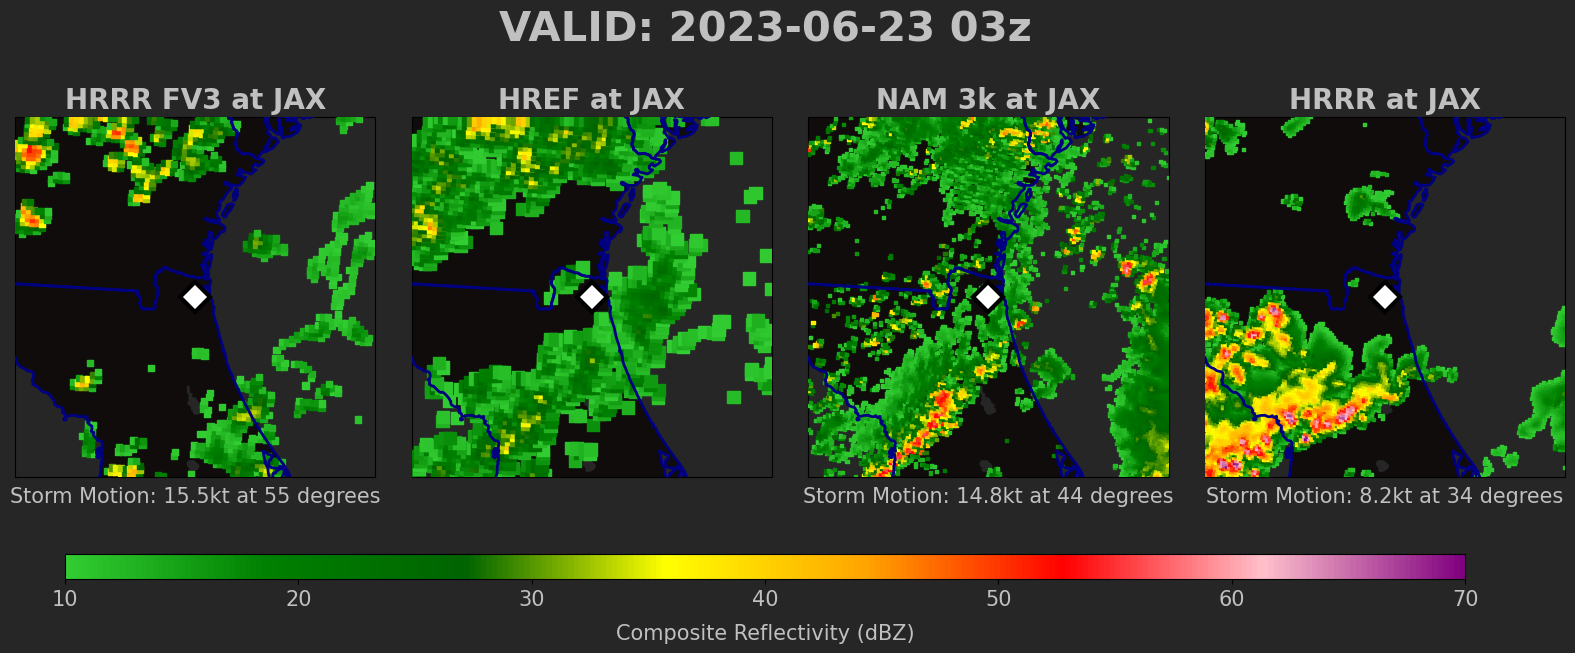 VALID: 2023-06-23 03z
HRRR FV3 at JAX
HREF at JAX
NAM 3k at JAX
HRRR at JAX
Storm Motion: 15.5kt at 55 degrees
Storm Motion: 14.8kt at 44 degrees
Storm Motion: 8.2kt at 34 degrees
10 20 30 40 50 60 70
Composite Reflectivity (dBZ)